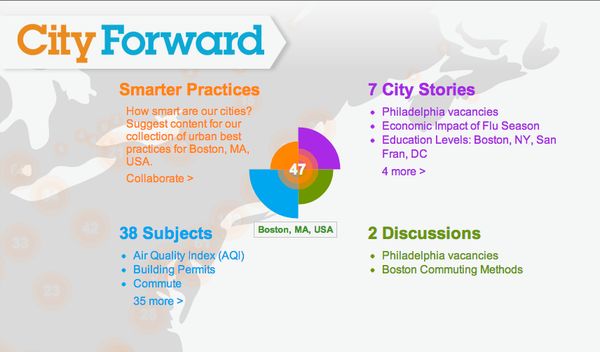 City Forward
Smarter Practices
How smart are our cities?
Suggest content for our
collection of urban best
practices for Boston, MA,
USA.
Collaborate >
7 City Stories
Philadelphia vacancies
Economic Impact of Flu Season
Education Levels: Boston, NY, San
Fran, DC
4 more >
47
Boston, MA, USA
38 Subjects
Air Quality Index (AQI)
Building Permits
Commute
35 more >
2 Discussions
Philadelphia vacancies
Boston Commuting Methods
42
33
23